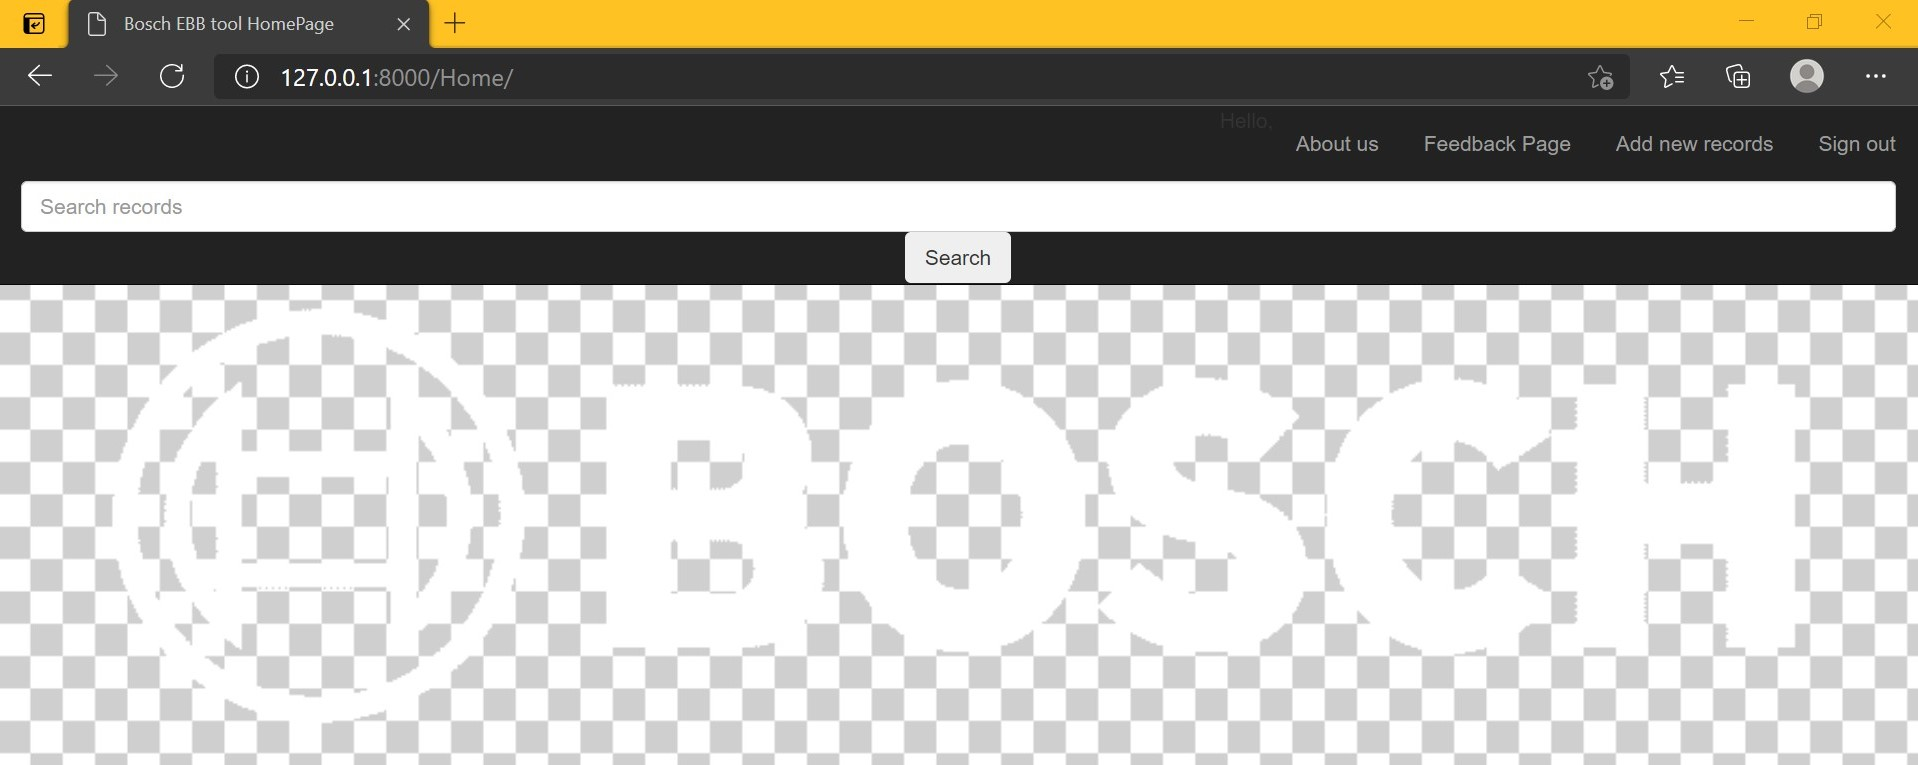 Bosch EBB tool HomePage
127.0.0.1:8000/Home/
Hello,
About us Feedback Page Add new records Sign out
Search records
Search
BOSCH